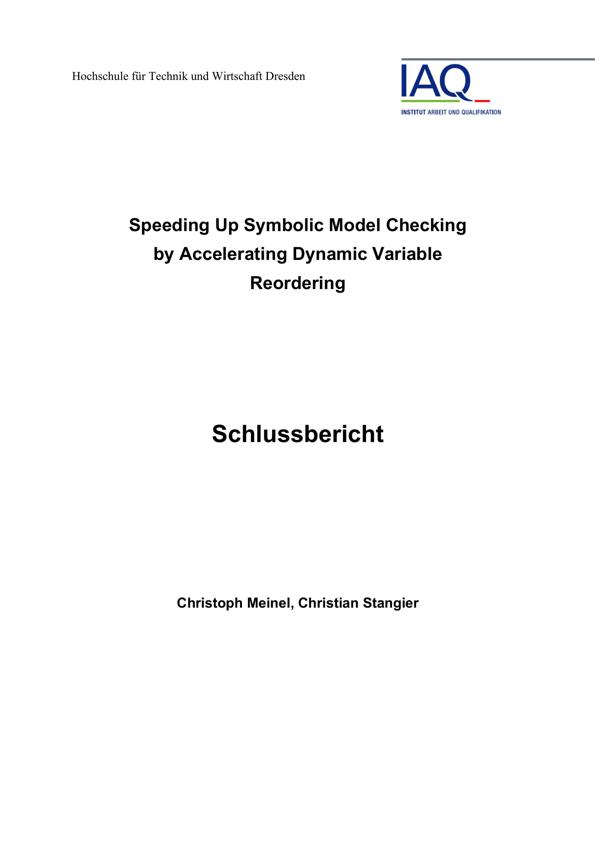 Hochschule für Technik und Wirtschaft Dresden
IAQ
INSTITUT ARBEIT UND QUALIFIKATION
Speeding Up Symbolic Model Checking
by Accelerating Dynamic Variable
Reordering
Schlussbericht
Christoph Meinel, Christian Stangier